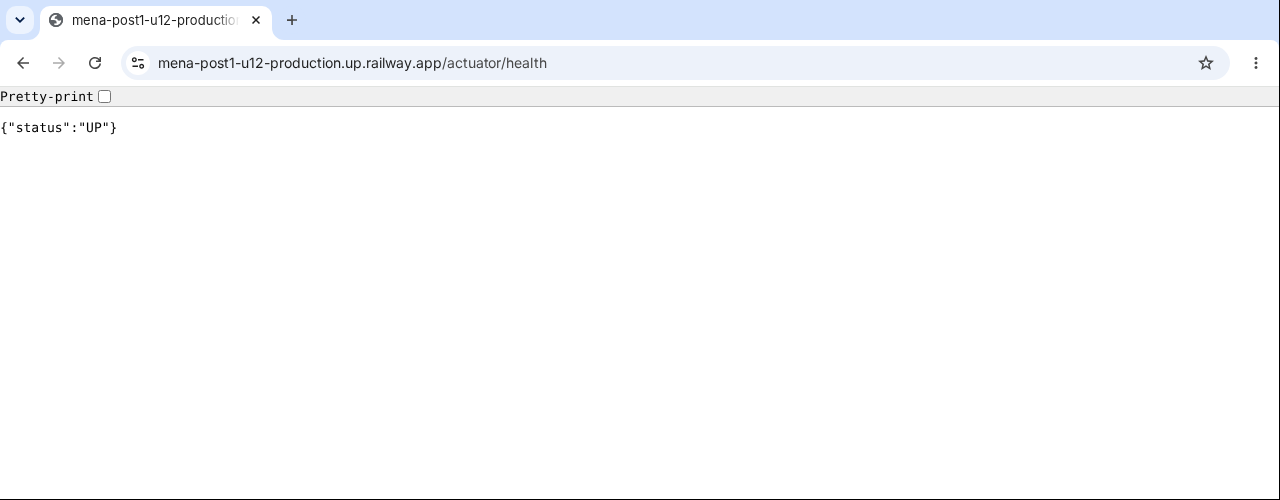 mena-post1-u12-productio
mena-post1-u12-production.up.railway.app/actuator/health
Pretty-print
{"status":"UP"}